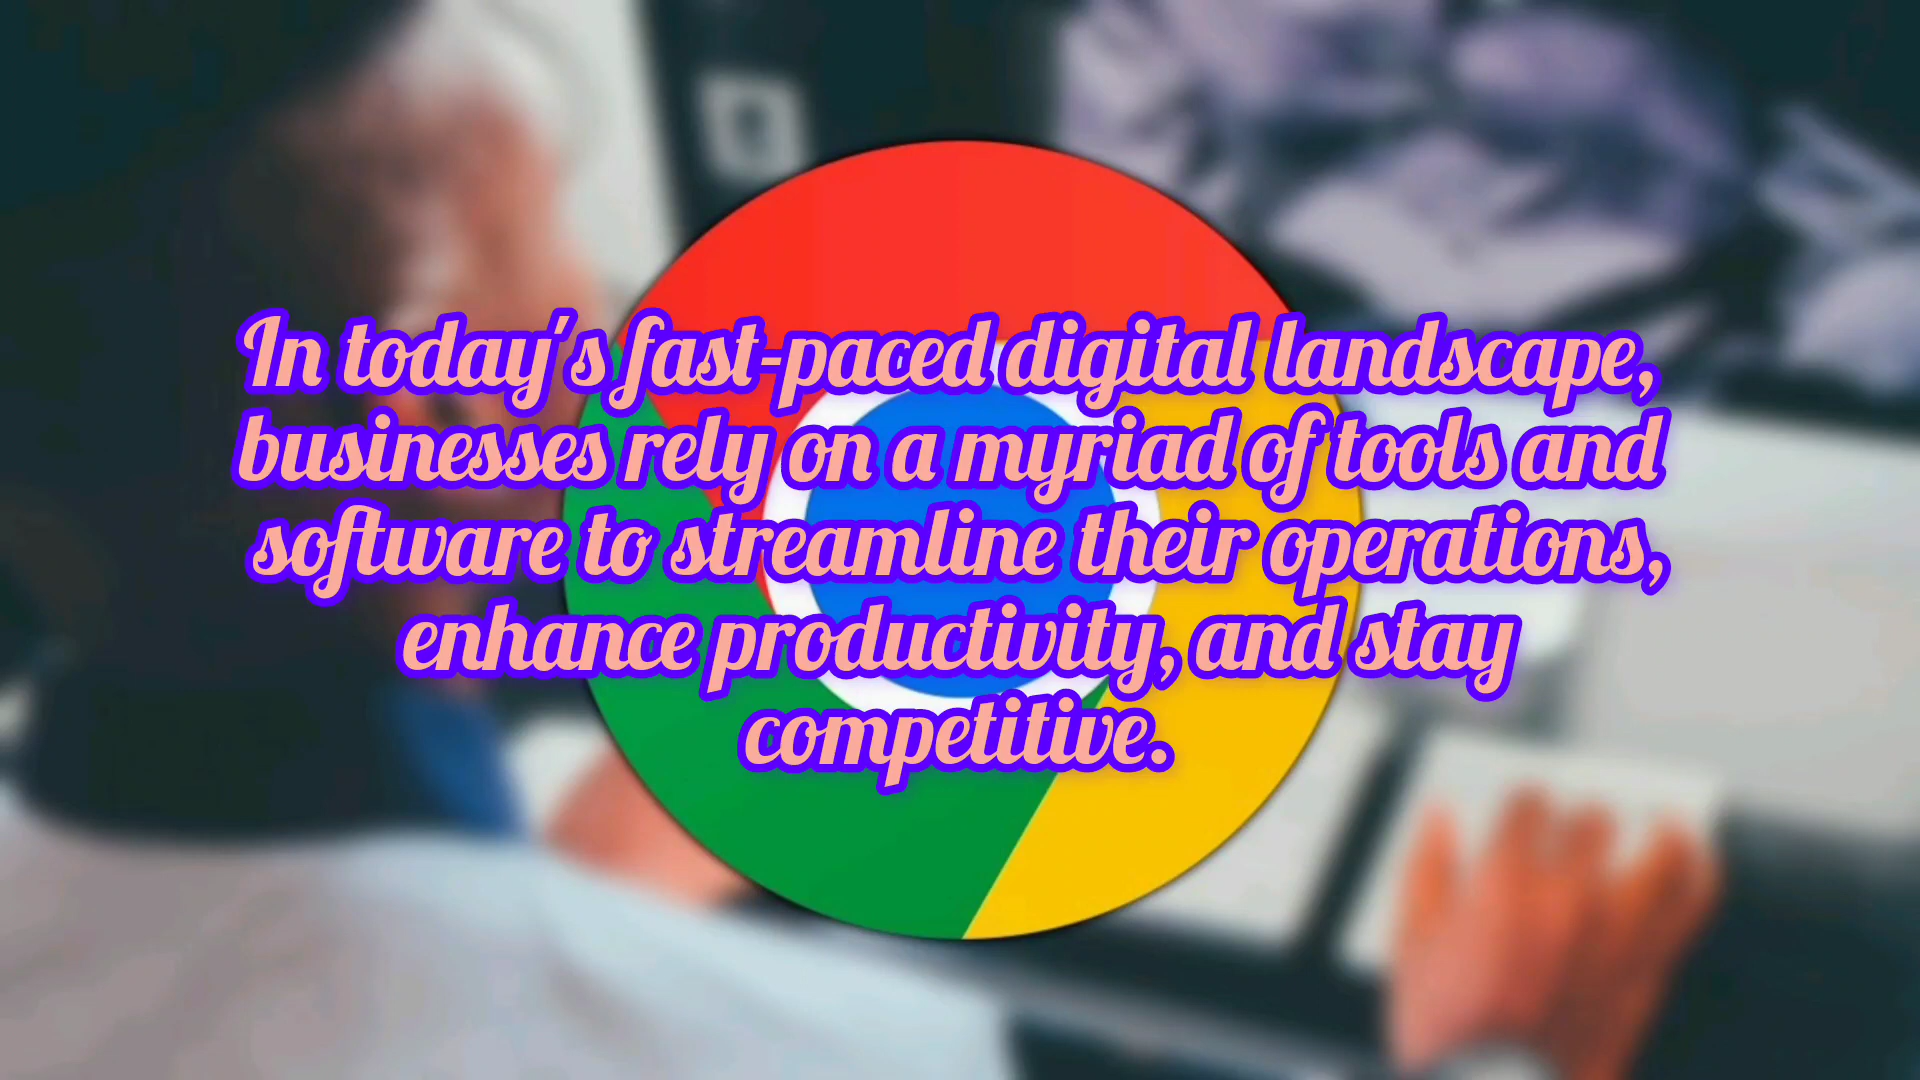 In today's fast-paced digital landscape,
businesses rely on a myriad of tools and
software to streamline their operations,
enhance productivity, and stay
competitive.